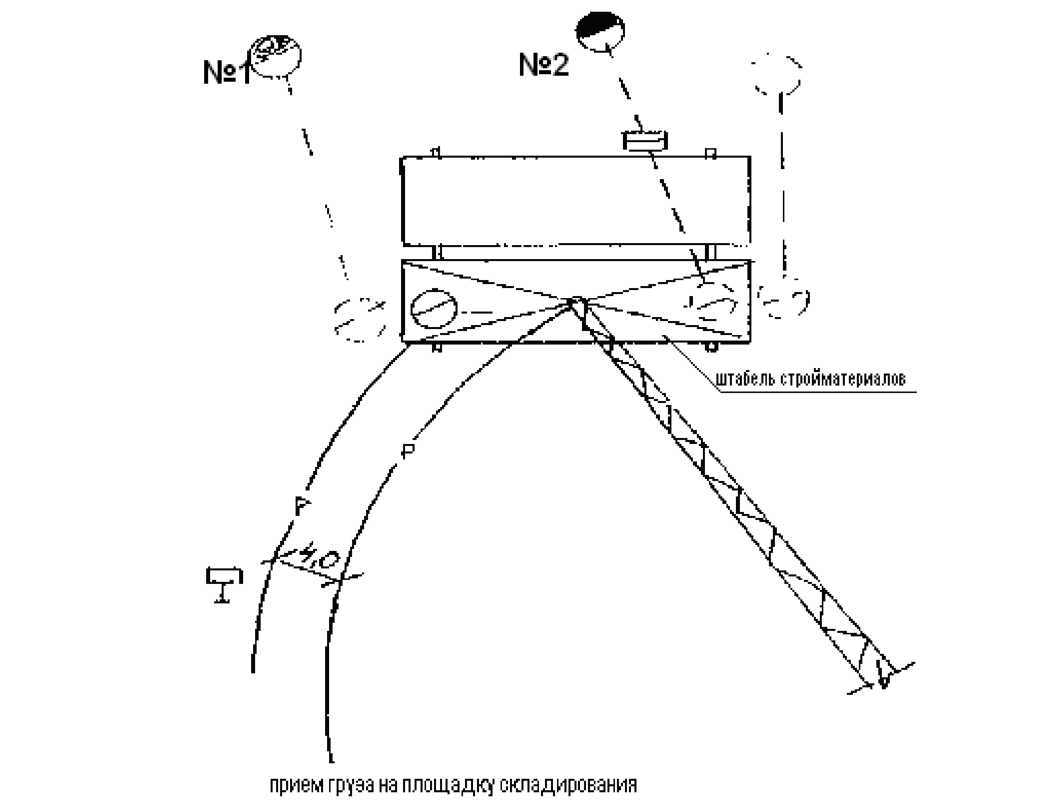 №1
№2
штабель стройматериалов
Р
Р
4,0
прием груза на площадку складирования